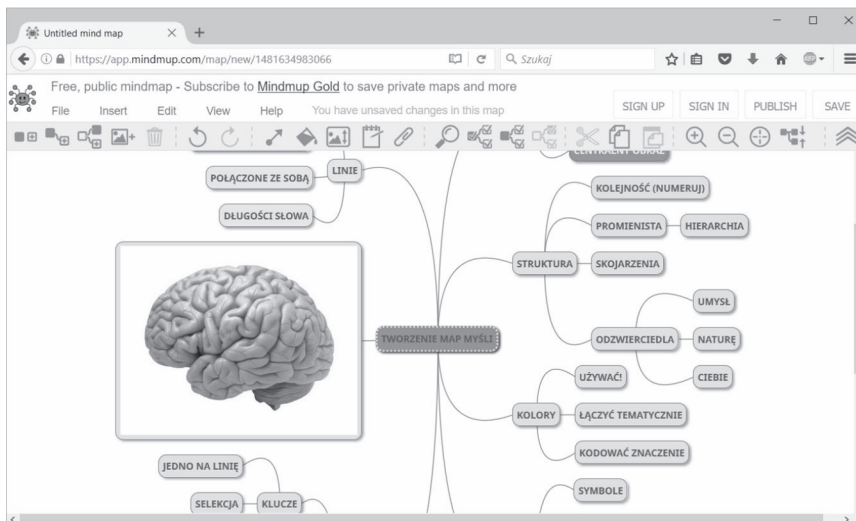 Untitled mind map
https://app.mindmup.com/map/new/1481634983066
Szukaj
Free, public mindmap - Subscribe to Mindmup Gold to save private maps and more
File Insert Edit View Help You have unsaved changes in this map
SIGN UP SIGN IN PUBLISH SAVE
CENTRALNY OBRAZ
POŁĄCZONE ZE SOBĄ
LINIE
DŁUGOŚCI SŁOWA
KOLEJNOŚĆ (NUMERUJ)
PROMIENISTA
HIERARCHIA
STRUKTURA
SKOJARZENIA
UMYSŁ
ODZWIERCIEDLA
NATURĘ
CIEBIE
TWORZENIE MAP MYŚLI
UŻYWAĆ!
KOLORY
ŁĄCZYĆ TEMATYCZNIE
KODOWAĆ ZNACZENIE
JEDNO NA LINIĘ
SELEKCJA
KLUCZE
SYMBOLE